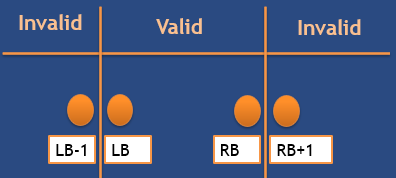 Invalid Valid Invalid
LB-1 LB RB RB+1